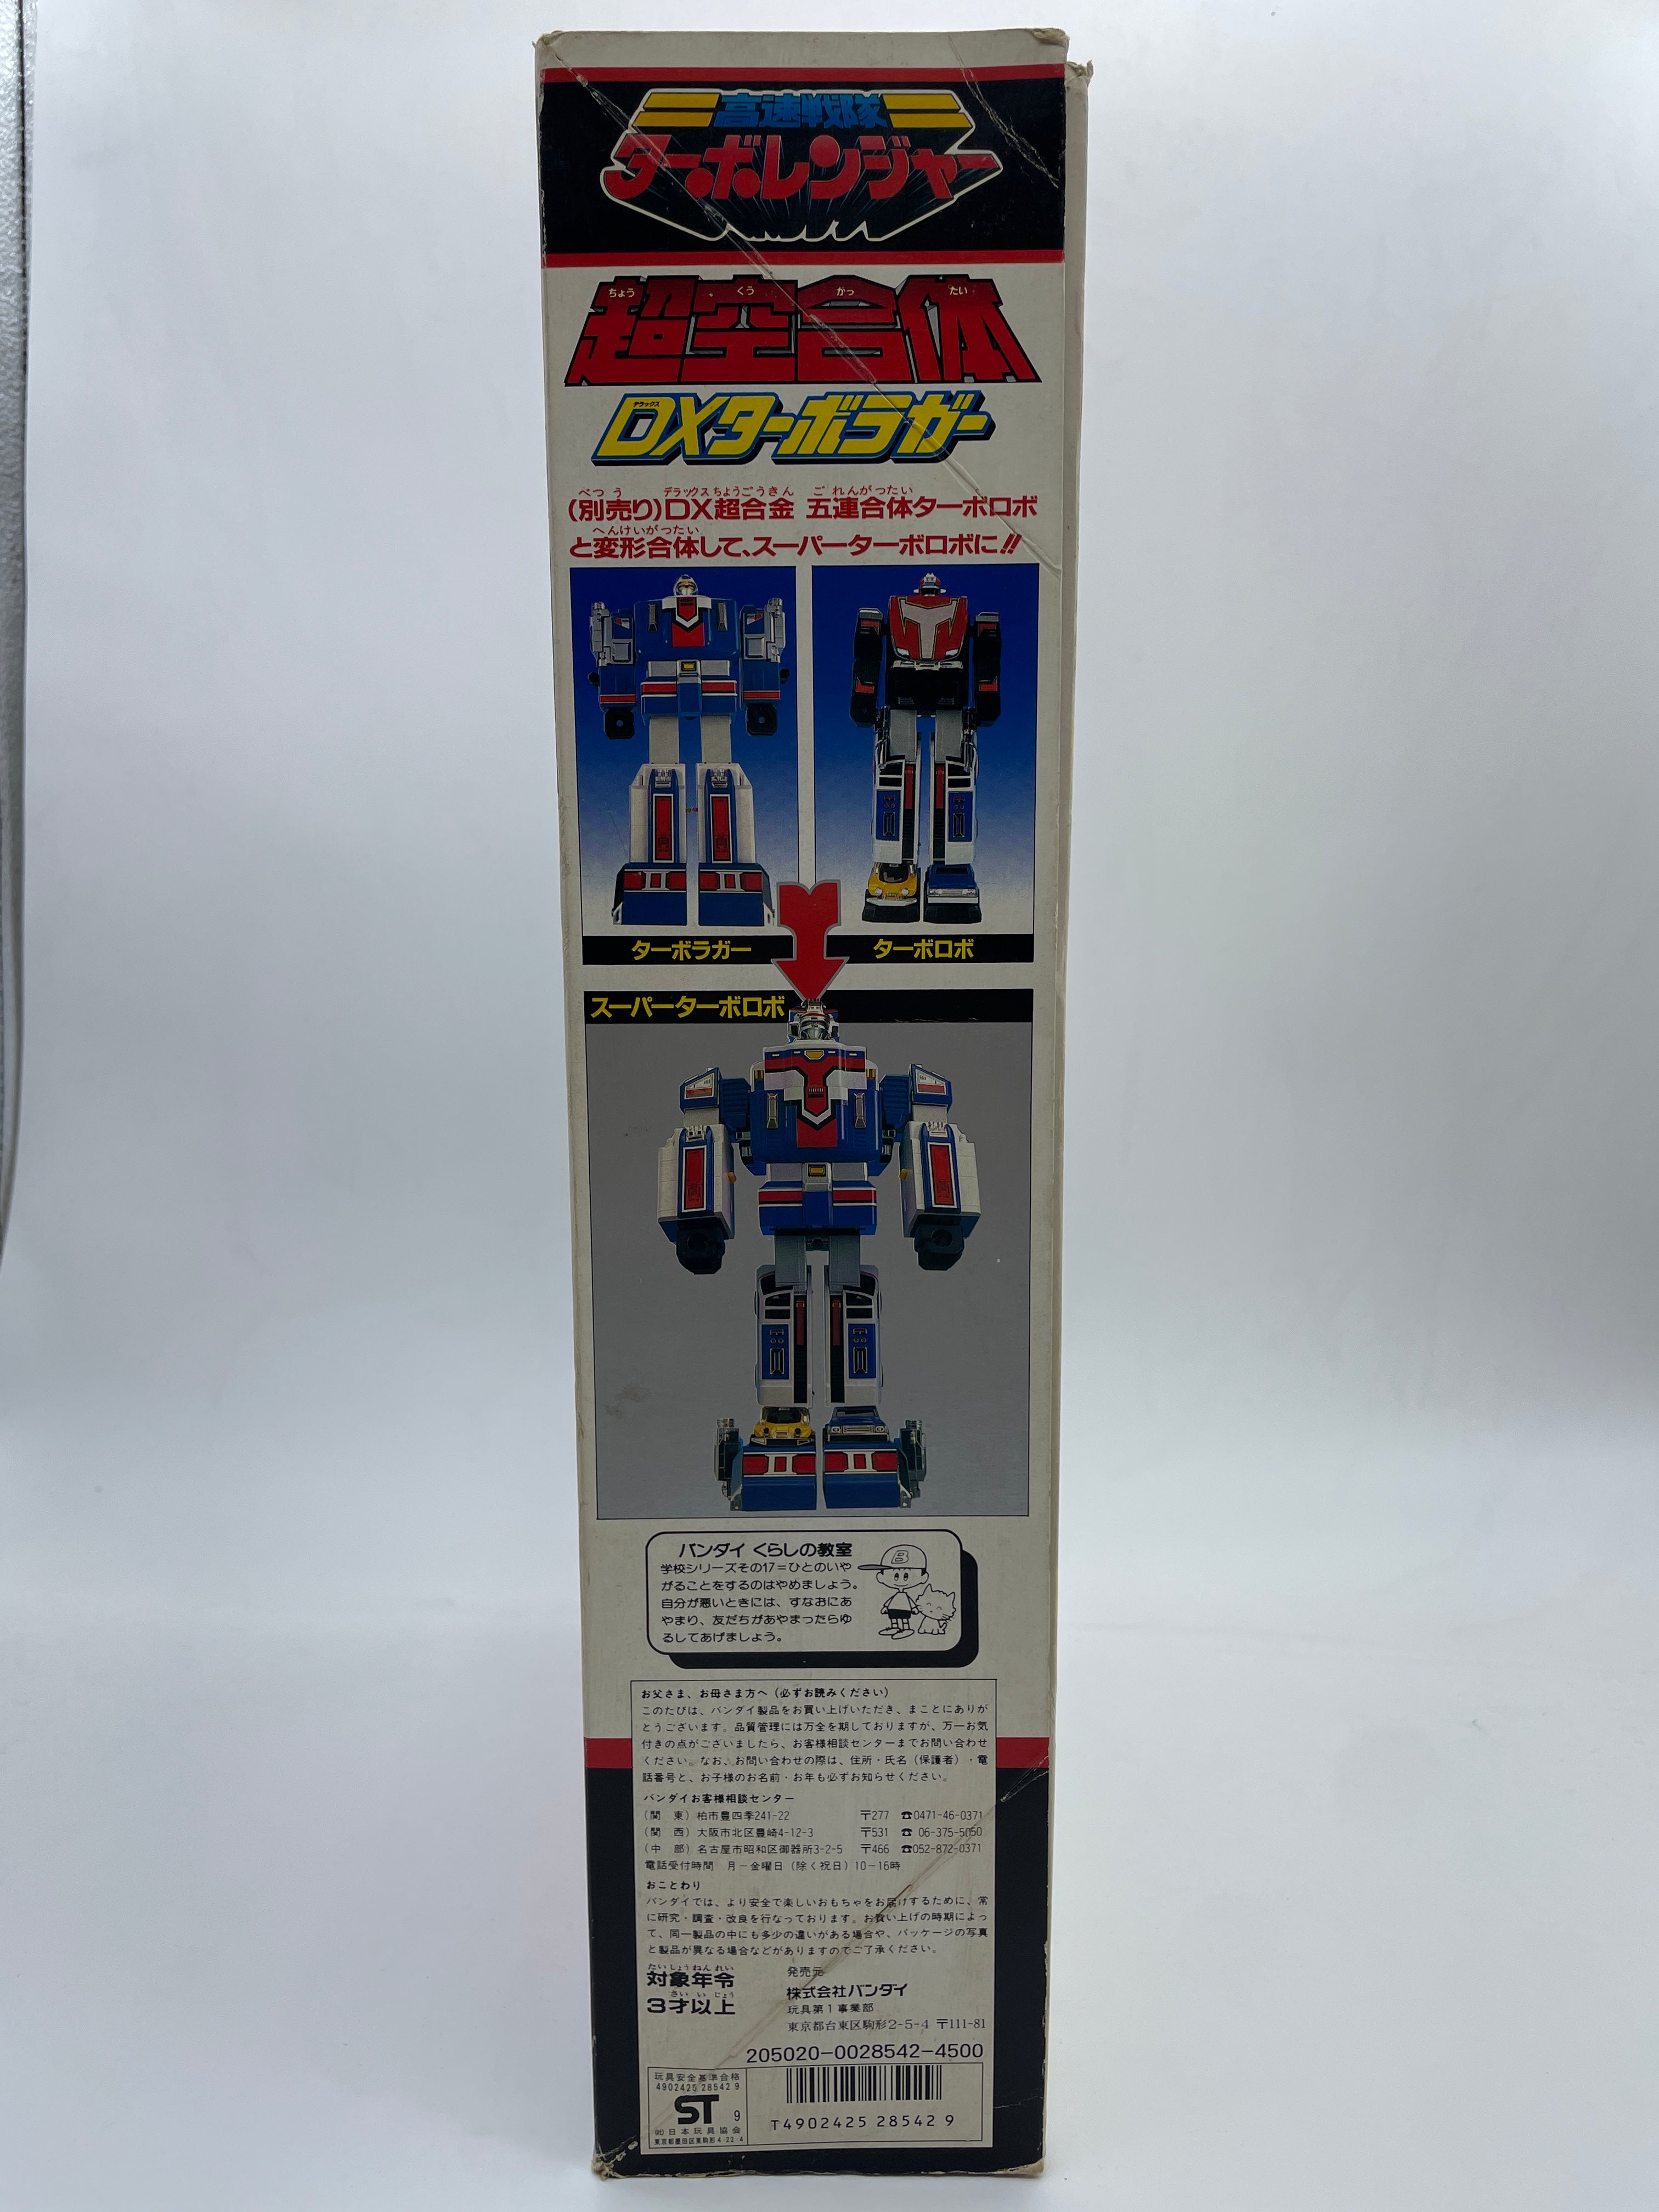 高速戦隊
ターボレンジャー
ちょう くう がっ たい
超空合体
デラックス
DXターボラガー
べつ う デラックス ちょうごうきん ご れんがったい
(別売り)DX超合金 五連合体ターボロボ
へんけいがったい
と変形合体して、スーパーターボロボに!!
ターボラガー
ターボロボ
スーパーターボロボ
バンダイ くらしの教室
学校シリーズその17=ひとのいや
がることをするのはやめましょう。
自分が悪いときには、すなおにあ
やまり、友だちがあやまったらゆ
るしてあげましょう。
B
お父さま、お母さま方へ(必ずお読みください)
このたびは、バンダイ製品をお買い上げいただき、まことにありが
とうございます。品質管理には万全を期しておりますが、万一お気
付きの点がございましたら、お客様相談センターまでお問い合わせ
ください。なお、お問い合わせの際は、住所・氏名(保護者)・電
話番号と、お子様のお名前・お年も必ずお知らせください。
バンダイお客様相談センター
(関 東) 柏市豊四季241-22 〒277 ☎0471-46-0371
(関 西) 大阪市北区豊崎4-12-3 〒531 ☎06-375-5050
(中 部) 名古屋市昭和区御器所3-2-5 〒466 ☎052-872-0371
電話受付時間 月~金曜日(除く祝日)10~16時
おことわり
バンダイでは、より安全で楽しいおもちゃをお届けするために、常
に研究・調査・改良を行なっております。お買い上げの時期によっ
て、同一製品の中にも多少の違いがある場合や、パッケージの写真
と製品が異なる場合などがありますのでご了承ください。
たいしょうねんれい
対象年令
さい い じょう
3才以上
発売元
株式会社バンダイ
玩具第1事業部
東京都台東区駒形2-5-4 〒111-81
205020-0028542-4500
玩具安全基準合格
4902425 28542 9
ST 9
㈳日本玩具協会
東京都墨田区東駒形4-22-4
T4902425 28542 9